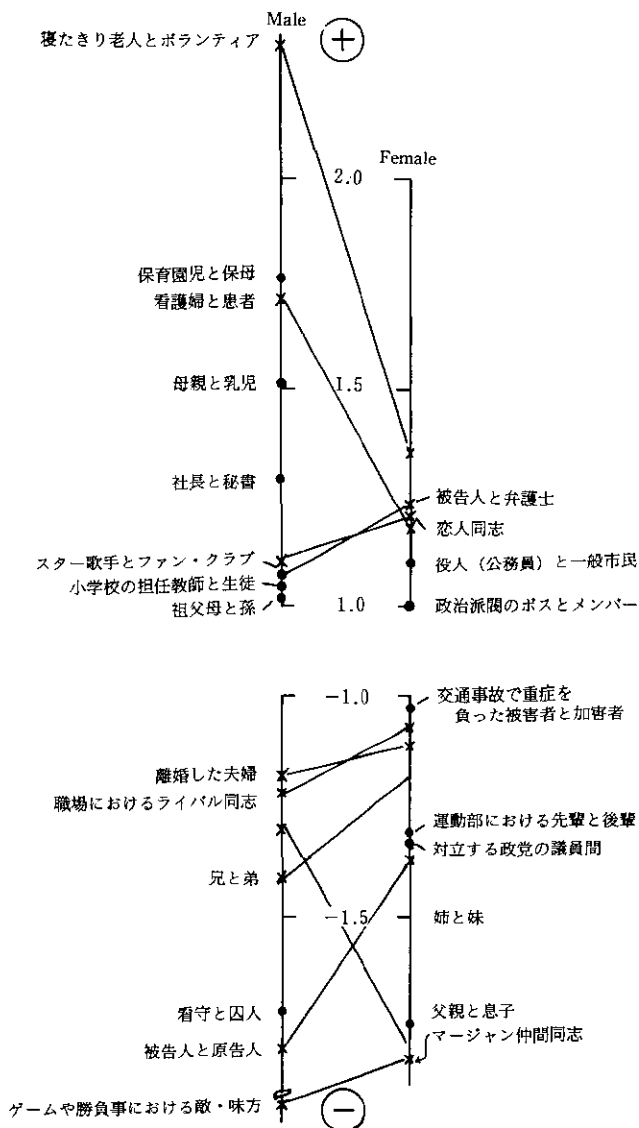 Male
寝たきり老人とボランティア
+
Female
2.0
保育園児と保母
看護婦と患者
1.5
母親と乳児
社長と秘書
被告人と弁護士
恋人同志
スター歌手とファン・クラブ
役人(公務員)と一般市民
小学校の担任教師と生徒
祖父母と孫
1.0
政治派閥のボスとメンバー
-1.0
交通事故で重症を
負った被害者と加害者
離婚した夫婦
職場におけるライバル同志
運動部における先輩と後輩
対立する政党の議員間
兄と弟
-1.5
姉と妹
看守と囚人
父親と息子
マージャン仲間同志
被告人と原告人
ゲームや勝負事における敵・味方
−